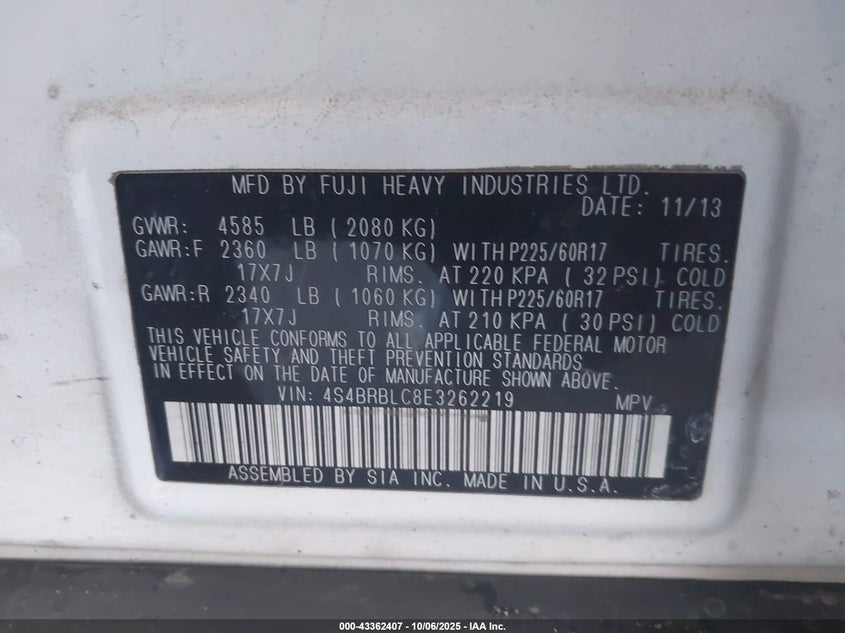 MFD BY FUJI HEAVY INDUSTRIES LTD.
DATE: 11/13
GVWR: 4585 LB ( 2080 KG)
GAWR:F 2360 LB ( 1070 KG) WITH P225/60R17 TIRES.
17X7J RIMS. AT 220 KPA ( 32 PSI) COLD
GAWR:R 2340 LB ( 1060 KG) WITH P225/60R17 TIRES.
17X7J RIMS. AT 210 KPA ( 30 PSI) COLD
THIS VEHICLE CONFORMS TO ALL APPLICABLE FEDERAL MOTOR
VEHICLE SAFETY AND THEFT PREVENTION STANDARDS
IN EFFECT ON THE DATE OF MANUFACTURE SHOWN ABOVE.
VIN: 4S4BRBLC8E3262219 MPV
ASSEMBLED BY SIA INC. MADE IN U.S.A.
000-43362407 - 10/06/2025 - IAA Inc.